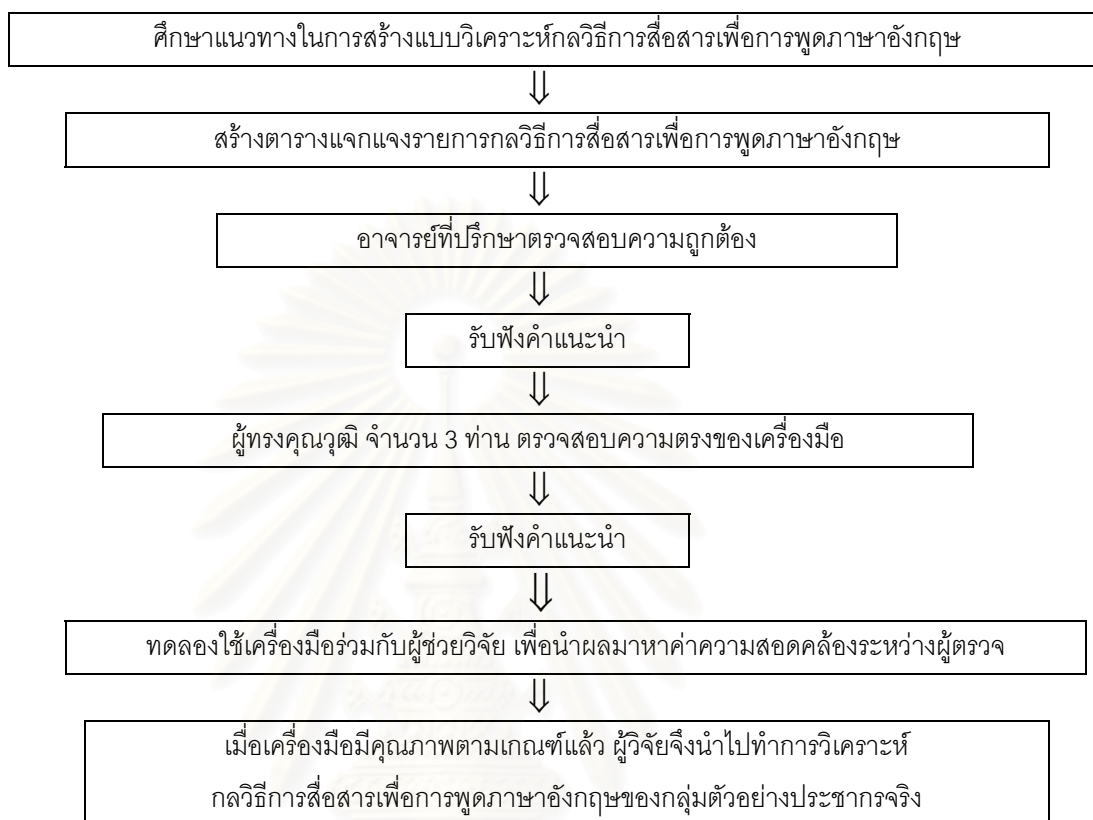 ศึกษาแนวทางในการสร้างแบบวิเคราะห์กลวิธีการสื่อสารเพื่อการพูดภาษาอังกฤษ
สร้างตารางแจกแจงรายการกลวิธีการสื่อสารเพื่อการพูดภาษาอังกฤษ
อาจารย์ที่ปรึกษาตรวจสอบความถูกต้อง
รับฟังคำแนะนำ
ผู้ทรงคุณวุฒิ จำนวน 3 ท่าน ตรวจสอบความตรงของเครื่องมือ
รับฟังคำแนะนำ
ทดลองใช้เครื่องมือร่วมกับผู้ช่วยวิจัย เพื่อนำผลมาหาค่าความสอดคล้องระหว่างผู้ตรวจ
เมื่อเครื่องมือมีคุณภาพตามเกณฑ์แล้ว ผู้วิจัยจึงนำไปทำการวิเคราะห์
กลวิธีการสื่อสารเพื่อการพูดภาษาอังกฤษของกลุ่มตัวอย่างประชากรจริง